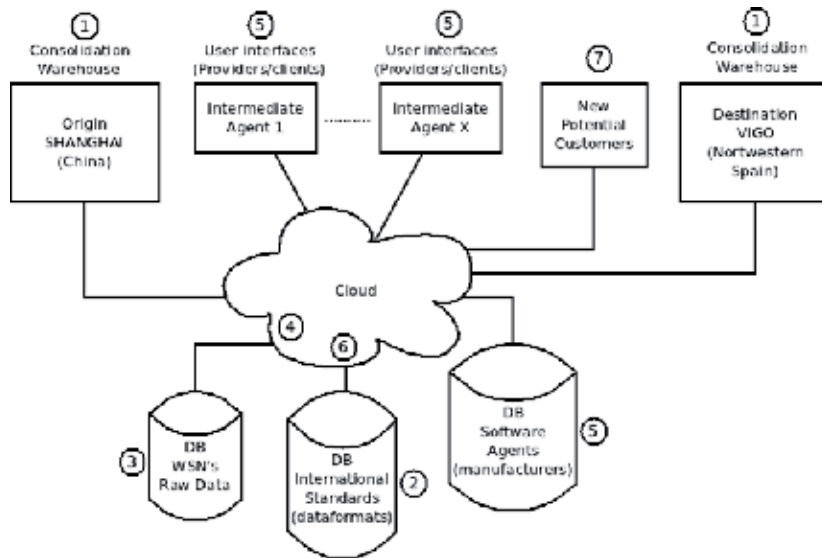 1
Consolidation
Warehouse
Origin
SHANGHAI
(China)
5
User interfaces
(Providers/clients)
Intermediate
Agent 1
5
User interfaces
(Providers/clients)
Intermediate
Agent X
7
New
Potential
Customers
1
Consolidation
Warehouse
Destination
VIGO
(Nortwestern
Spain)
Cloud
4
6
3
DB
WSN's
Raw Data
DB
International
Standards
(dataformats)
2
DB
Software
Agents
(manufacturers)
5